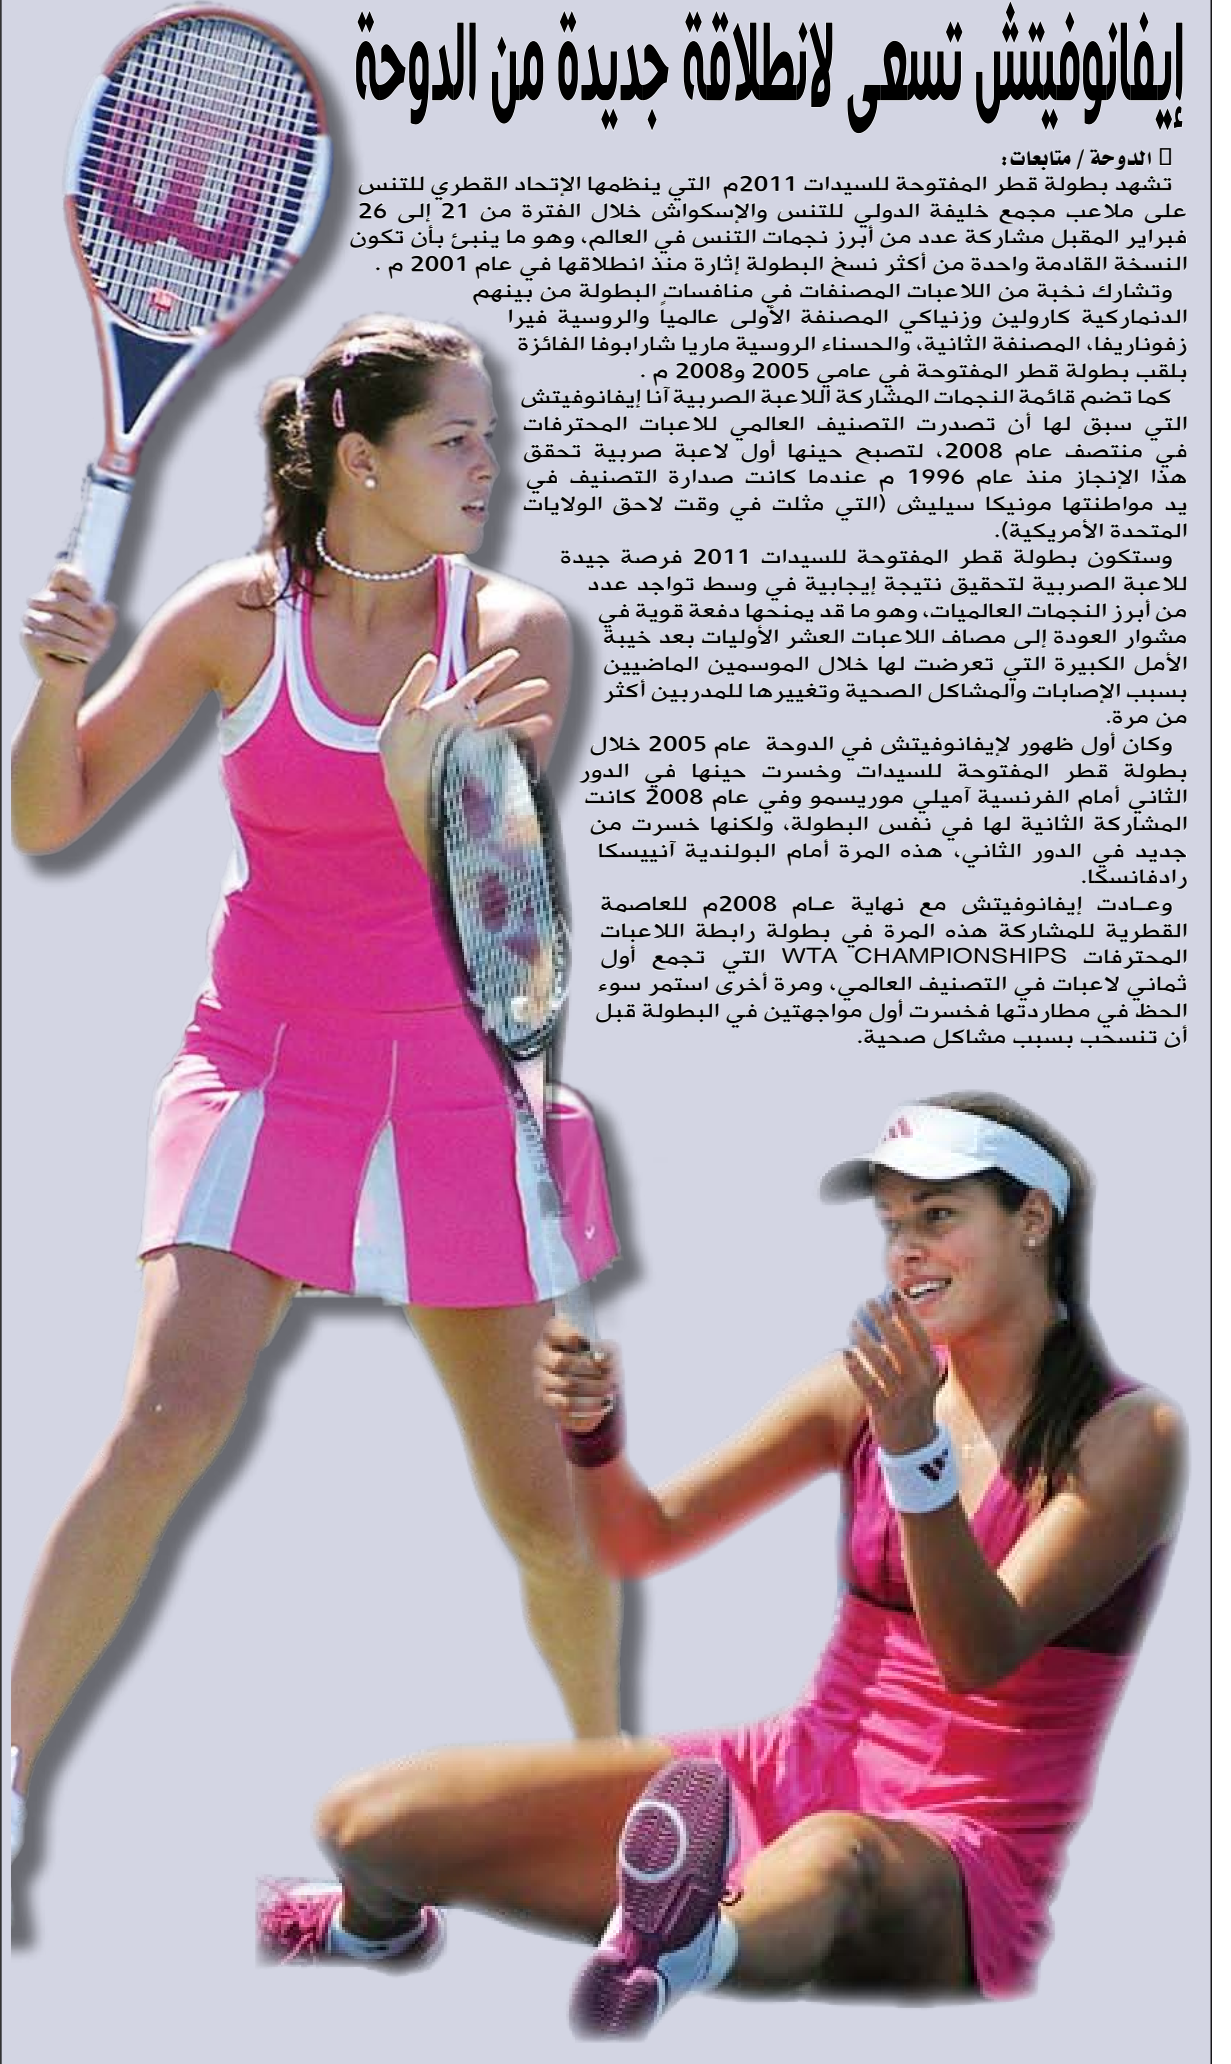 إيفانوفيتش تسعى لانطلاقة جديدة من الدوحة
الدوحة / متابعات:
تشهد بطولة قطر المفتوحة للسيدات 2011م التي ينظمها الإتحاد القطري للتنس
على ملاعب مجمع خليفة الدولي للتنس والإسكواش خلال الفترة من 21 إلى 26
فبراير المقبل مشاركة عدد من أبرز نجمات التنس في العالم، وهو ما ينبئ بأن تكون
النسخة القادمة واحدة من أكثر نسخ البطولة إثارة منذ انطلاقها في عام 2001 م .
وتشارك نخبة من اللاعبات المصنفات في منافسات البطولة من بينهم
الدنماركية كارولين وزنياكي المصنفة الأولى عالمياً والروسية فيرا
زفوناريفا، المصنفة الثانية، والحسناء الروسية ماريا شارابوفا الفائزة
بلقب بطولة قطر المفتوحة في عامي 2005 و2008 م .
كما تضم قائمة النجمات المشاركة اللاعبة الصربية آنا إيفانوفيتش
التي سبق لها أن تصدرت التصنيف العالمي للاعبات المحترفات
في منتصف عام 2008، لتصبح حينها أول لاعبة صربية تحقق
هذا الإنجاز منذ عام 1996 م عندما كانت صدارة التصنيف في
يد مواطنتها مونيكا سيليش (التي مثلت في وقت لاحق الولايات
المتحدة الأمريكية).
وستكون بطولة قطر المفتوحة للسيدات 2011 فرصة جيدة
للاعبة الصربية لتحقيق نتيجة إيجابية في وسط تواجد عدد
من أبرز النجمات العالميات، وهو ما قد يمنحها دفعة قوية في
مشوار العودة إلى مصاف اللاعبات العشر الأوليات بعد خيبة
الأمل الكبيرة التي تعرضت لها خلال الموسمين الماضيين
بسبب الإصابات والمشاكل الصحية وتغييرها للمدربين أكثر
من مرة.
وكان أول ظهور لإيفانوفيتش في الدوحة عام 2005 خلال
بطولة قطر المفتوحة للسيدات وخسرت حينها في الدور
الثاني أمام الفرنسية آميلي موريسمو وفي عام 2008 كانت
المشاركة الثانية لها في نفس البطولة، ولكنها خسرت من
جديد في الدور الثاني، هذه المرة أمام البولندية آنييسكا
رادفانسكا.
وعادت إيفانوفيتش مع نهاية عام 2008م للعاصمة
القطرية للمشاركة هذه المرة في بطولة رابطة اللاعبات
المحترفات WTA CHAMPIONSHIPS التي تجمع أول
ثماني لاعبات في التصنيف العالمي، ومرة أخرى استمر سوء
الحظ في مطاردتها فخسرت أول مواجهتين في البطولة قبل
أن تنسحب بسبب مشاكل صحية.